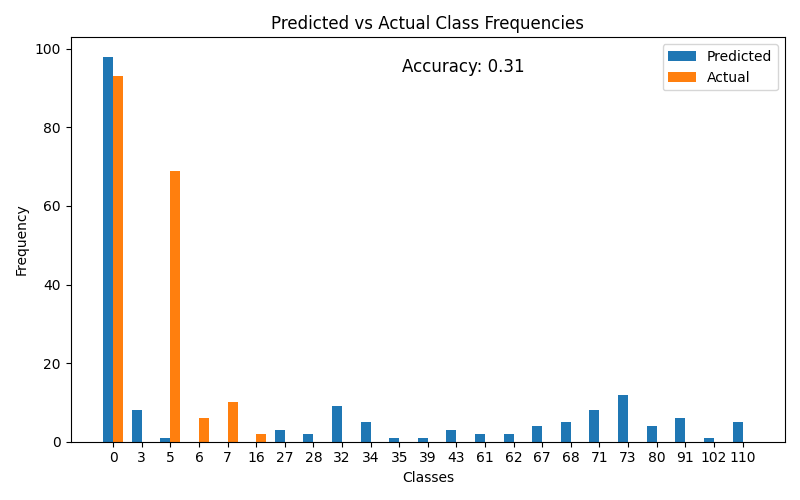 Predicted vs Actual Class Frequencies
Accuracy: 0.31
Predicted
Actual
Frequency
100
80
60
40
20
0
0 3 5 6 7 16 27 28 32 34 35 39 43 61 62 67 68 71 73 80 91 102 110
Classes